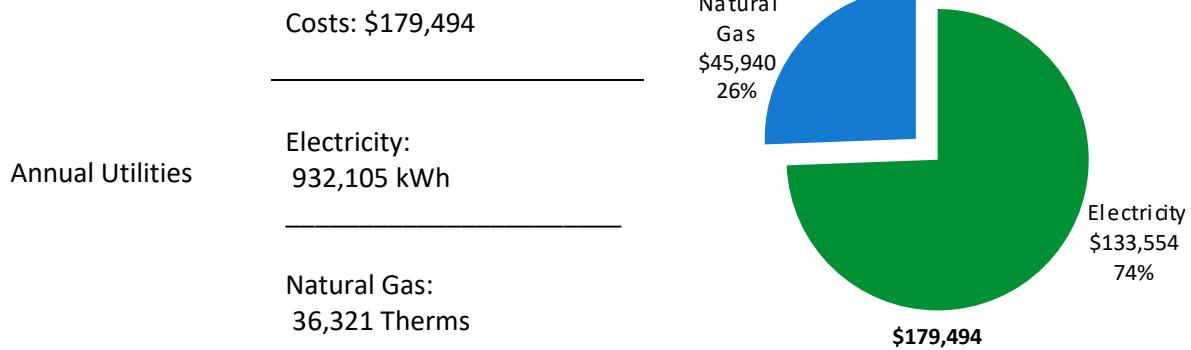 Costs: $179,494
Annual Utilities
Electricity:
932,105 kWh
Natural Gas:
36,321 Therms
Natural
Gas
$45,940
26%
Electricity
$133,554
74%
$179,494